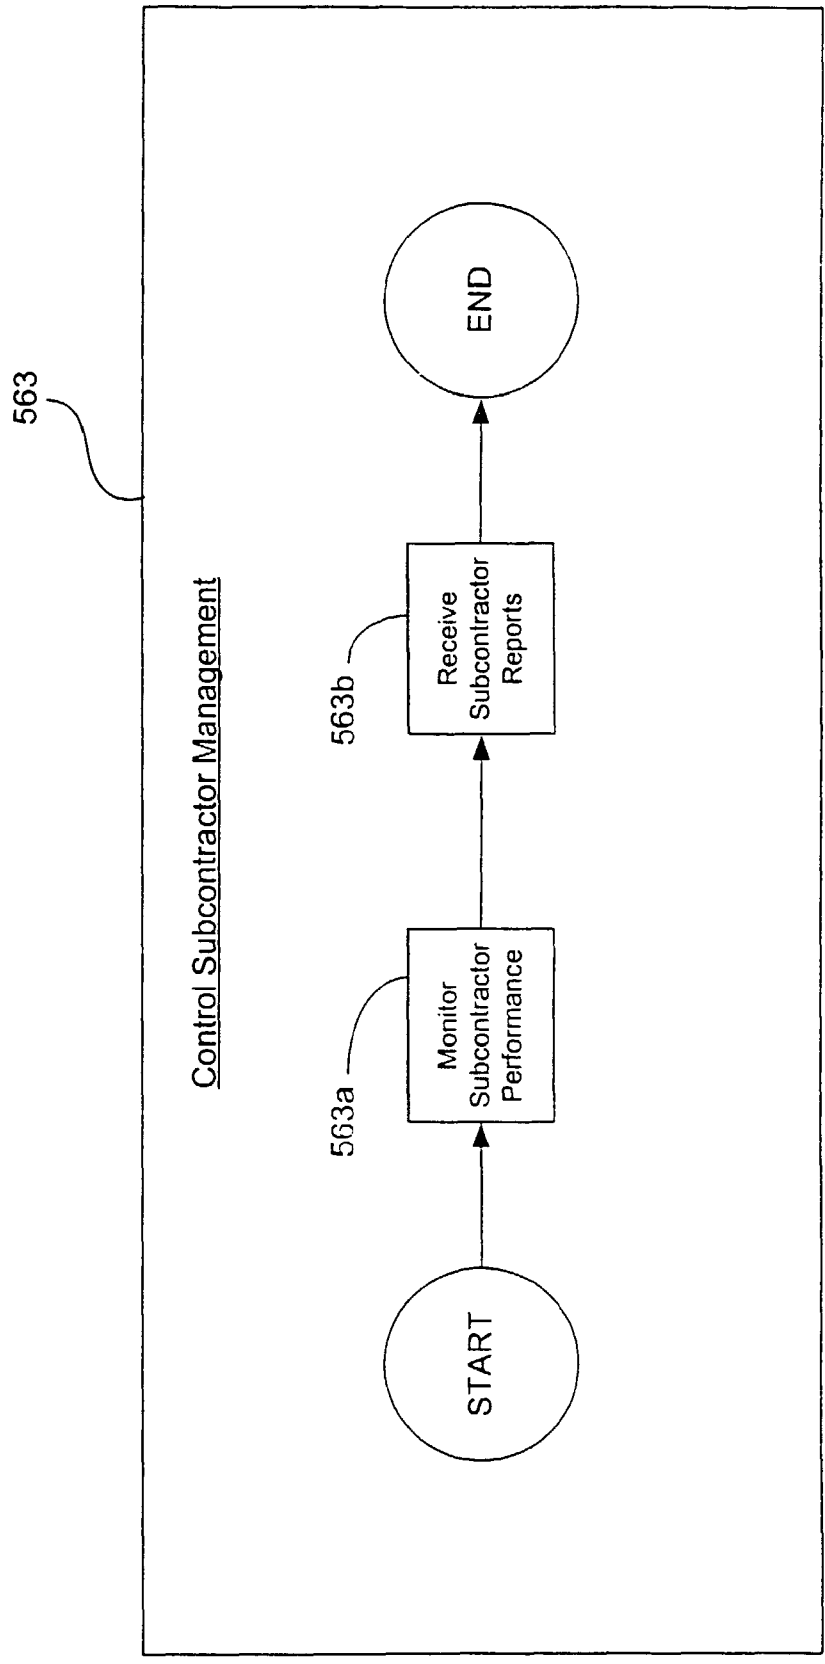 563
Control Subcontractor Management
START
563a
Monitor
Subcontractor
Performance
563b
Receive
Subcontractor
Reports
END